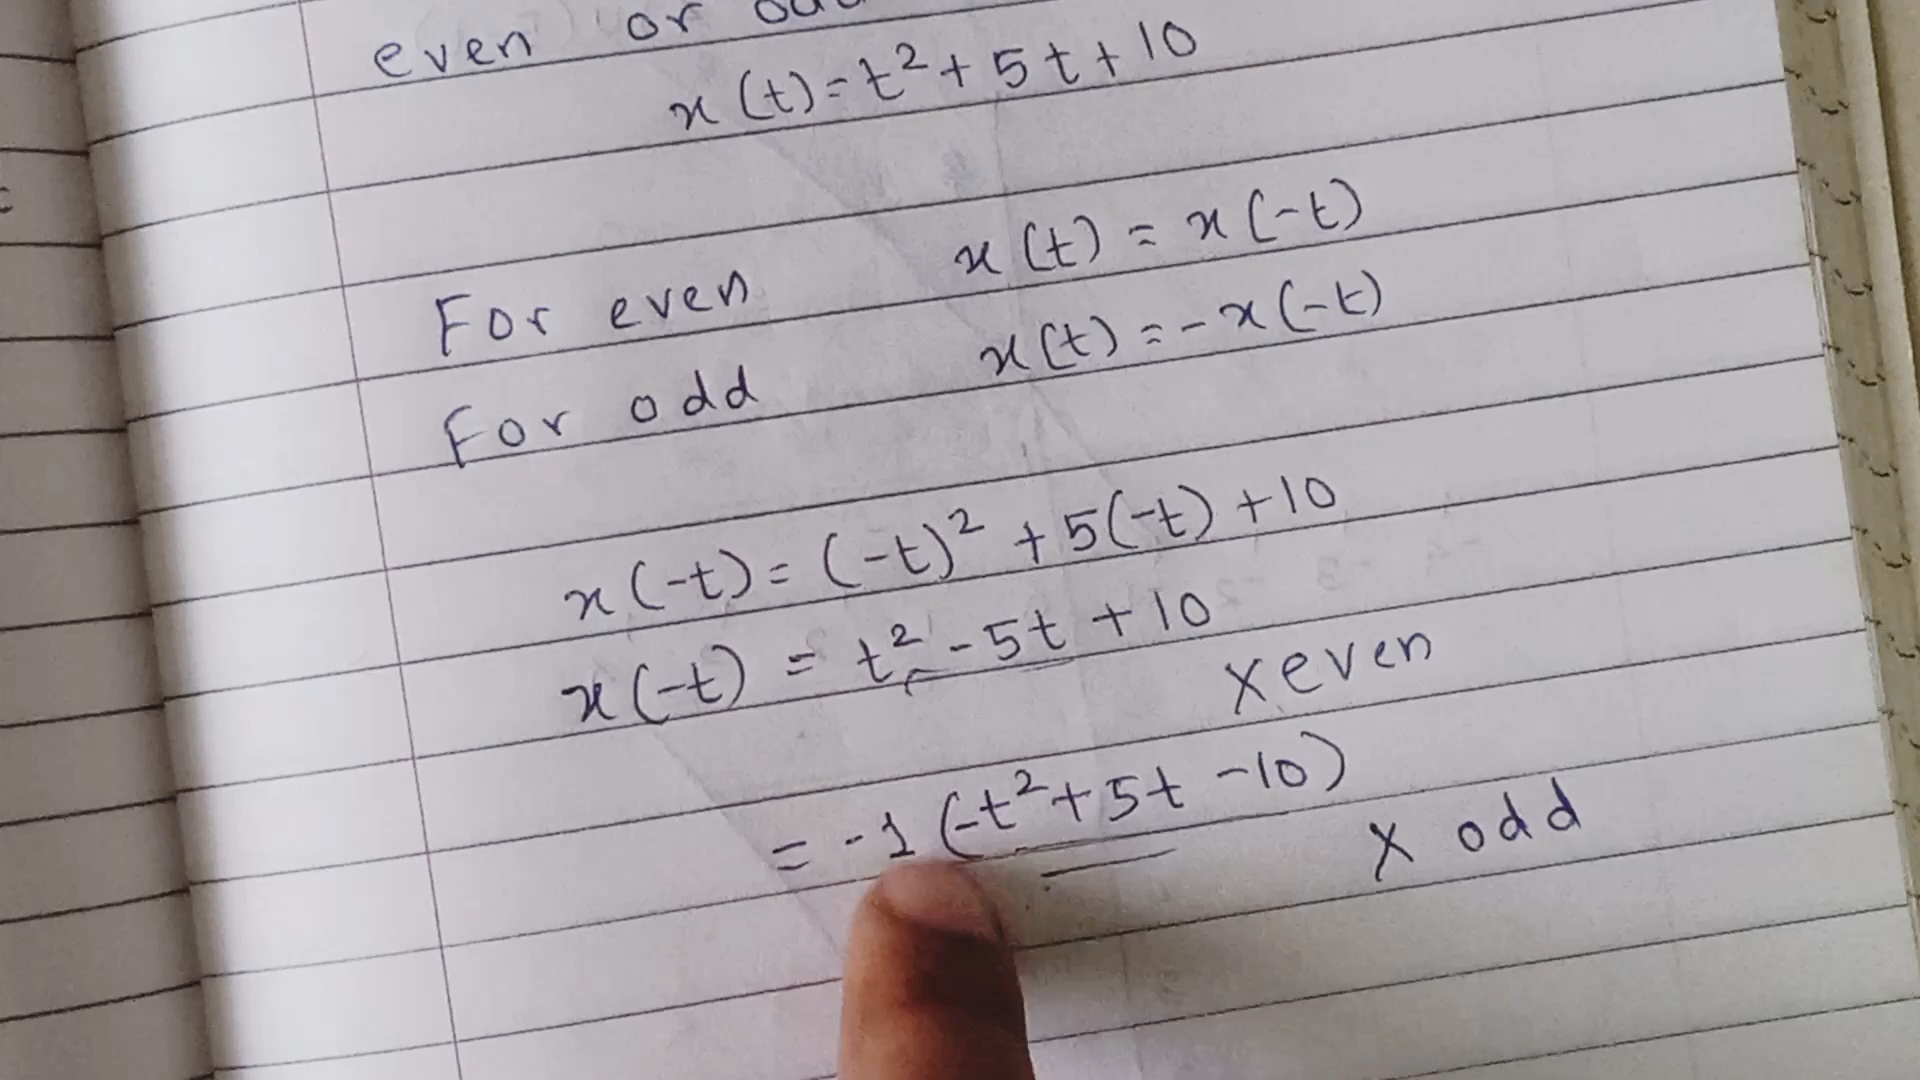 even or odd
x(t)=t²+5t+10
For even x(t)=x(-t)
For odd x(t)=-x(-t)
x(-t)=(-t)²+5(-t)+10
x(-t)=t²-5t+10
x even
=-1(-t²+5t-10)
x odd